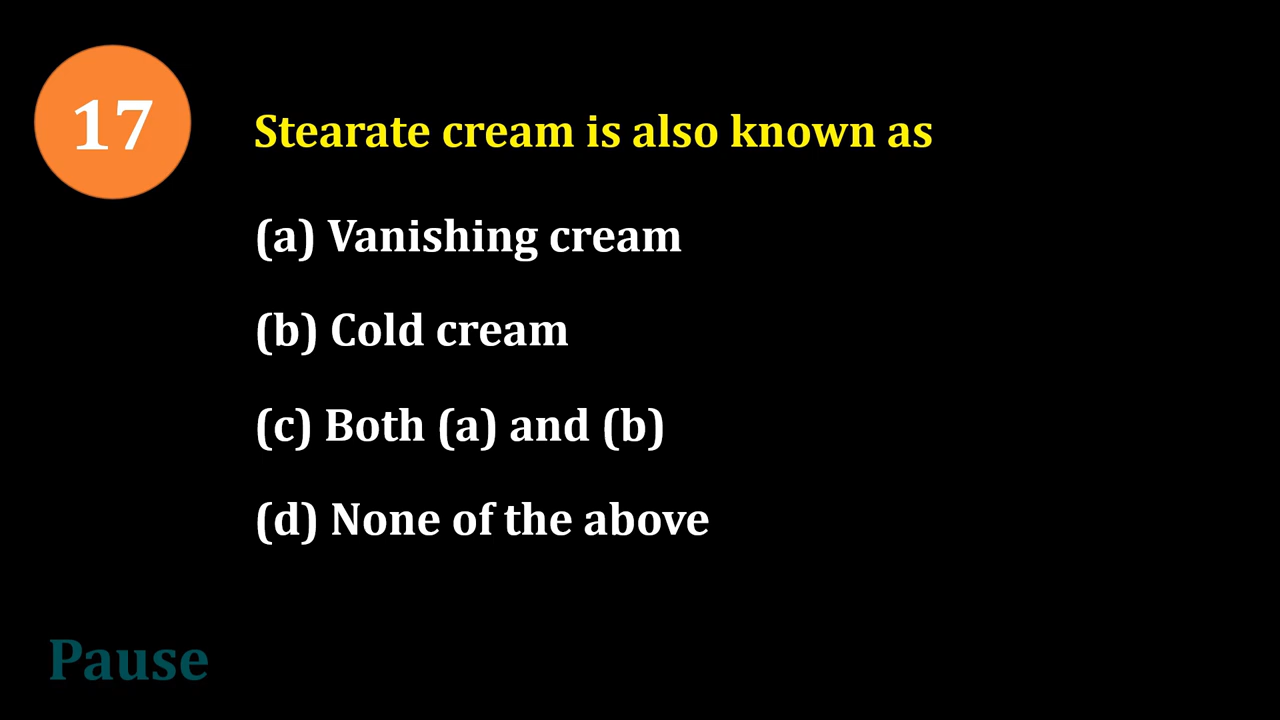 17
Stearate cream is also known as
(a) Vanishing cream
(b) Cold cream
(c) Both (a) and (b)
(d) None of the above
Pause